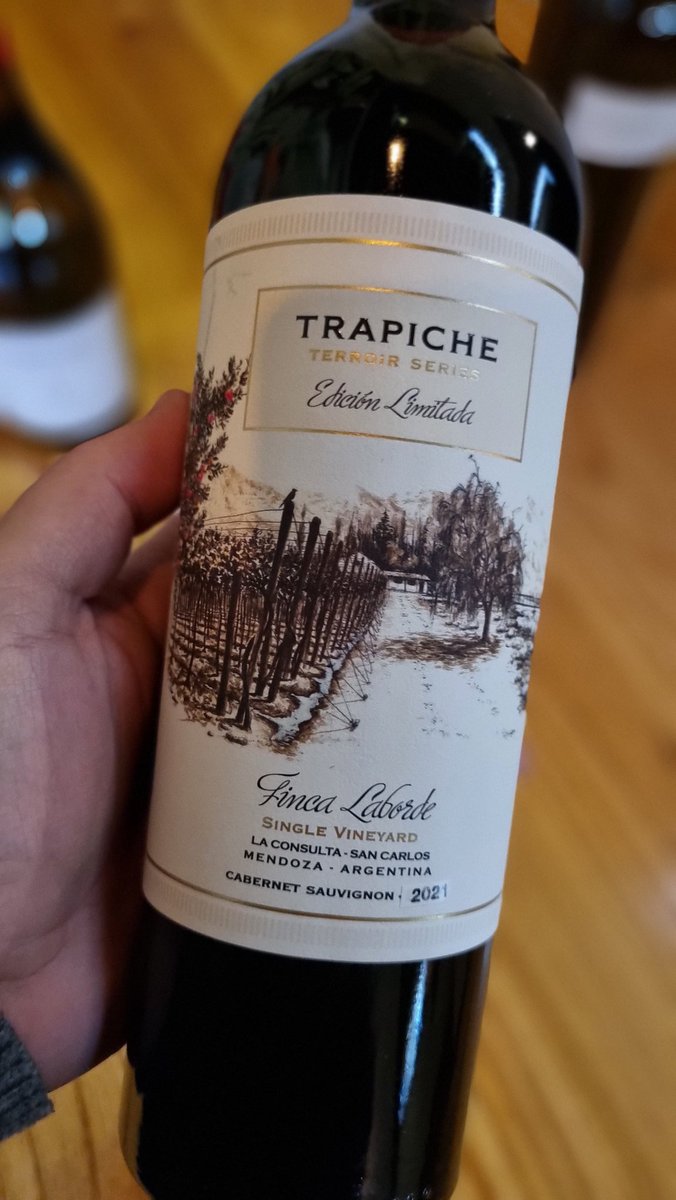 TRAPICHE
TERROIR SERIES
Edición Limitada
Finca Laborde
SINGLE VINEYARD
LA CONSULTA - SAN CARLOS
MENDOZA - ARGENTINA
CABERNET SAUVIGNON · 2021